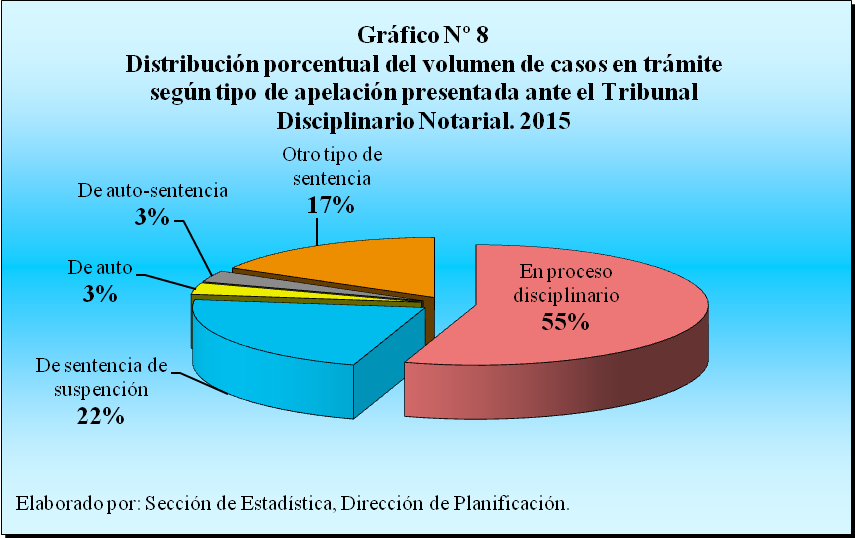 Gráfico Nº 8
Distribución porcentual del volumen de casos en trámite
según tipo de apelación presentada ante el Tribunal
Disciplinario Notarial. 2015
Otro tipo de
sentencia
17%
De auto-sentencia
3%
De auto
3%
En proceso
disciplinario
55%
De sentencia de
suspención
22%
Elaborado por: Sección de Estadística, Dirección de Planificación.